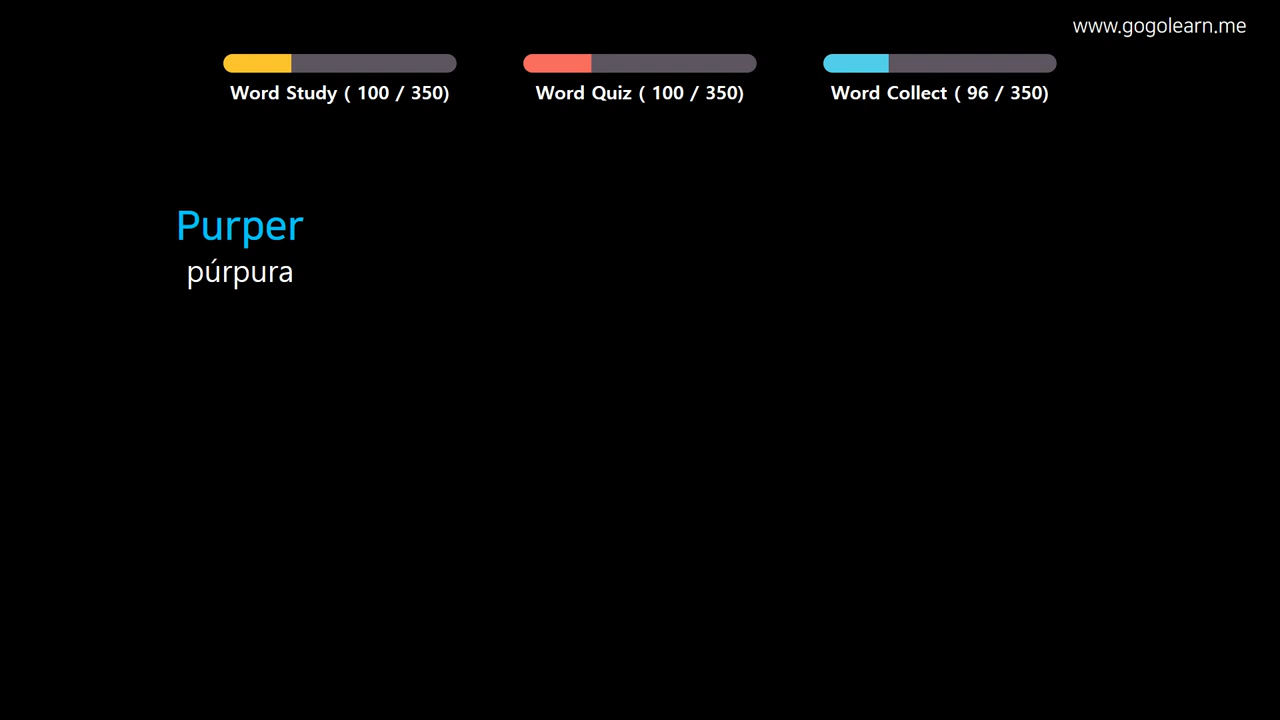 www.gogolearn.me
Word Study ( 100 / 350)
Word Quiz ( 100 / 350)
Word Collect ( 96 / 350)
Purper
púrpura